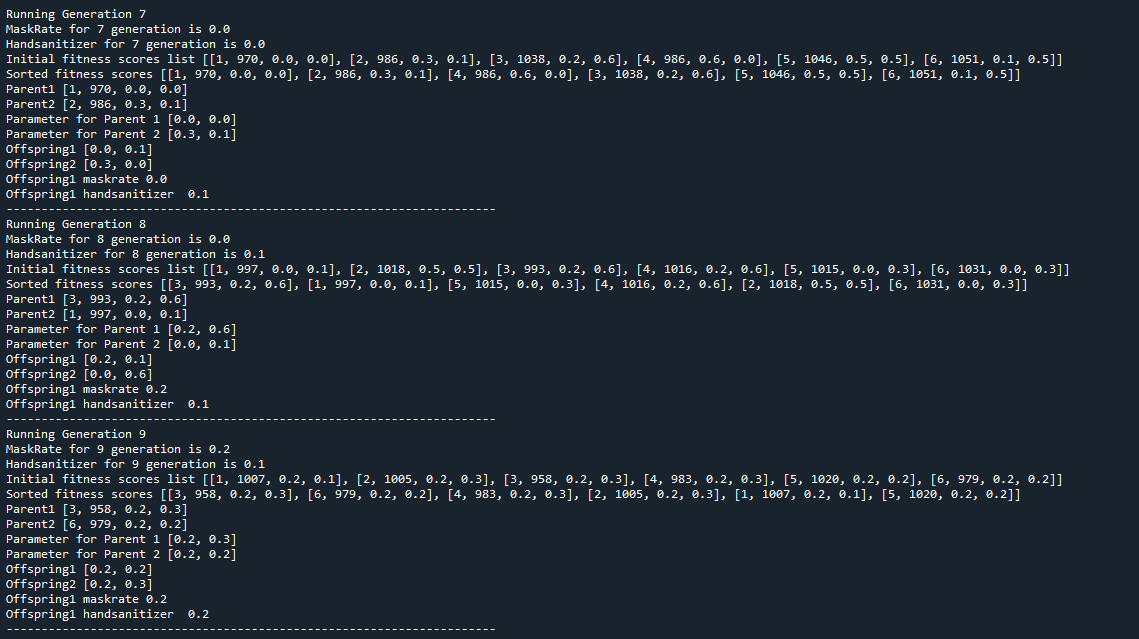 Running Generation 7
MaskRate for 7 generation is 0.0
Handsanitizer for 7 generation is 0.0
Initial fitness scores list [[1, 970, 0.0, 0.0], [2, 986, 0.3, 0.1], [3, 1038, 0.2, 0.6], [4, 986, 0.6, 0.0], [5, 1046, 0.5, 0.5], [6, 1051, 0.1, 0.5]]
Sorted fitness scores [[1, 970, 0.0, 0.0], [2, 986, 0.3, 0.1], [4, 986, 0.6, 0.0], [3, 1038, 0.2, 0.6], [5, 1046, 0.5, 0.5], [6, 1051, 0.1, 0.5]]
Parent1 [1, 970, 0.0, 0.0]
Parent2 [2, 986, 0.3, 0.1]
Parameter for Parent 1 [0.0, 0.0]
Parameter for Parent 2 [0.3, 0.1]
Offspring1 [0.0, 0.1]
Offspring2 [0.3, 0.0]
Offspring1 maskrate 0.0
Offspring1 handsanitizer  0.1
----------------------------------------------------------------------
Running Generation 8
MaskRate for 8 generation is 0.0
Handsanitizer for 8 generation is 0.1
Initial fitness scores list [[1, 997, 0.0, 0.1], [2, 1018, 0.5, 0.5], [3, 993, 0.2, 0.6], [4, 1016, 0.2, 0.6], [5, 1015, 0.0, 0.3], [6, 1031, 0.0, 0.3]]
Sorted fitness scores [[3, 993, 0.2, 0.6], [1, 997, 0.0, 0.1], [5, 1015, 0.0, 0.3], [4, 1016, 0.2, 0.6], [2, 1018, 0.5, 0.5], [6, 1031, 0.0, 0.3]]
Parent1 [3, 993, 0.2, 0.6]
Parent2 [1, 997, 0.0, 0.1]
Parameter for Parent 1 [0.2, 0.6]
Parameter for Parent 2 [0.0, 0.1]
Offspring1 [0.2, 0.1]
Offspring2 [0.0, 0.6]
Offspring1 maskrate 0.2
Offspring1 handsanitizer  0.1
----------------------------------------------------------------------
Running Generation 9
MaskRate for 9 generation is 0.2
Handsanitizer for 9 generation is 0.1
Initial fitness scores list [[1, 1007, 0.2, 0.1], [2, 1005, 0.2, 0.3], [3, 958, 0.2, 0.3], [4, 983, 0.2, 0.3], [5, 1020, 0.2, 0.2], [6, 979, 0.2, 0.2]]
Sorted fitness scores [[3, 958, 0.2, 0.3], [6, 979, 0.2, 0.2], [4, 983, 0.2, 0.3], [2, 1005, 0.2, 0.3], [1, 1007, 0.2, 0.1], [5, 1020, 0.2, 0.2]]
Parent1 [3, 958, 0.2, 0.3]
Parent2 [6, 979, 0.2, 0.2]
Parameter for Parent 1 [0.2, 0.3]
Parameter for Parent 2 [0.2, 0.2]
Offspring1 [0.2, 0.2]
Offspring2 [0.2, 0.3]
Offspring1 maskrate 0.2
Offspring1 handsanitizer  0.2
----------------------------------------------------------------------